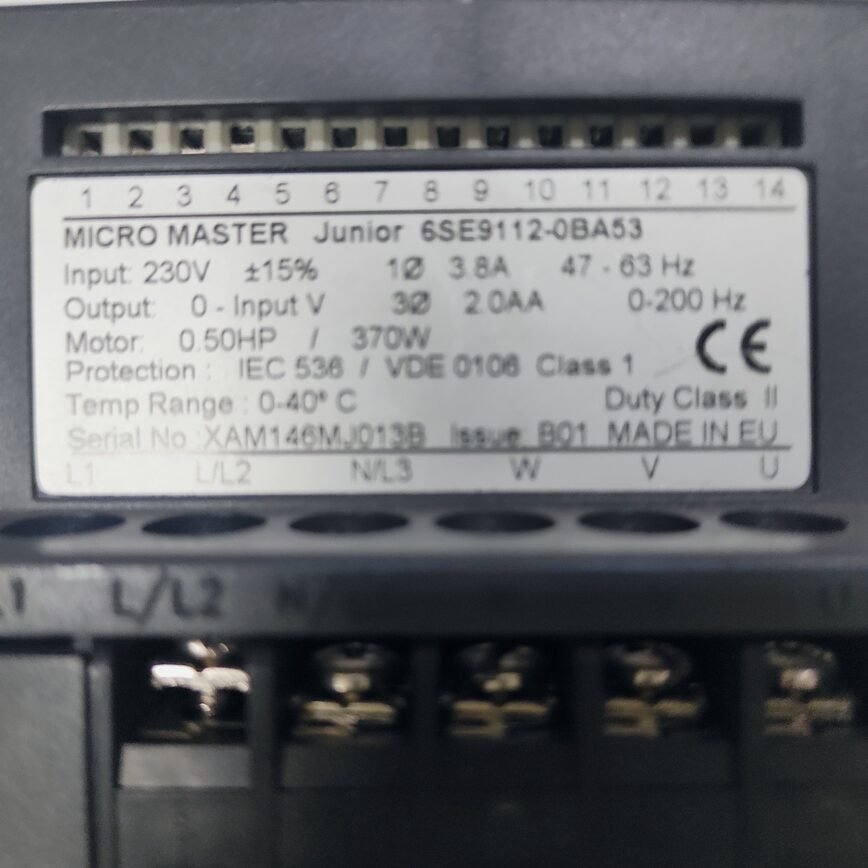 1 2 3 4 5 6 7 8 9 10 11 12 13 14
MICRO MASTER Junior 6SE9112-0BA53
Input: 230V ±15% 1Ø 3.8A 47 - 63 Hz
Output: 0 - Input V 3Ø 2.0AA 0-200 Hz
Motor: 0.50HP / 370W
CE
Protection : IEC 536 / VDE 0106 Class 1
Temp Range : 0-40° C Duty Class II
Serial No :XAM146MJ013B Issue: B01 MADE IN EU
L1 L/L2 N/L3 W V U
L1 L/L2 N/